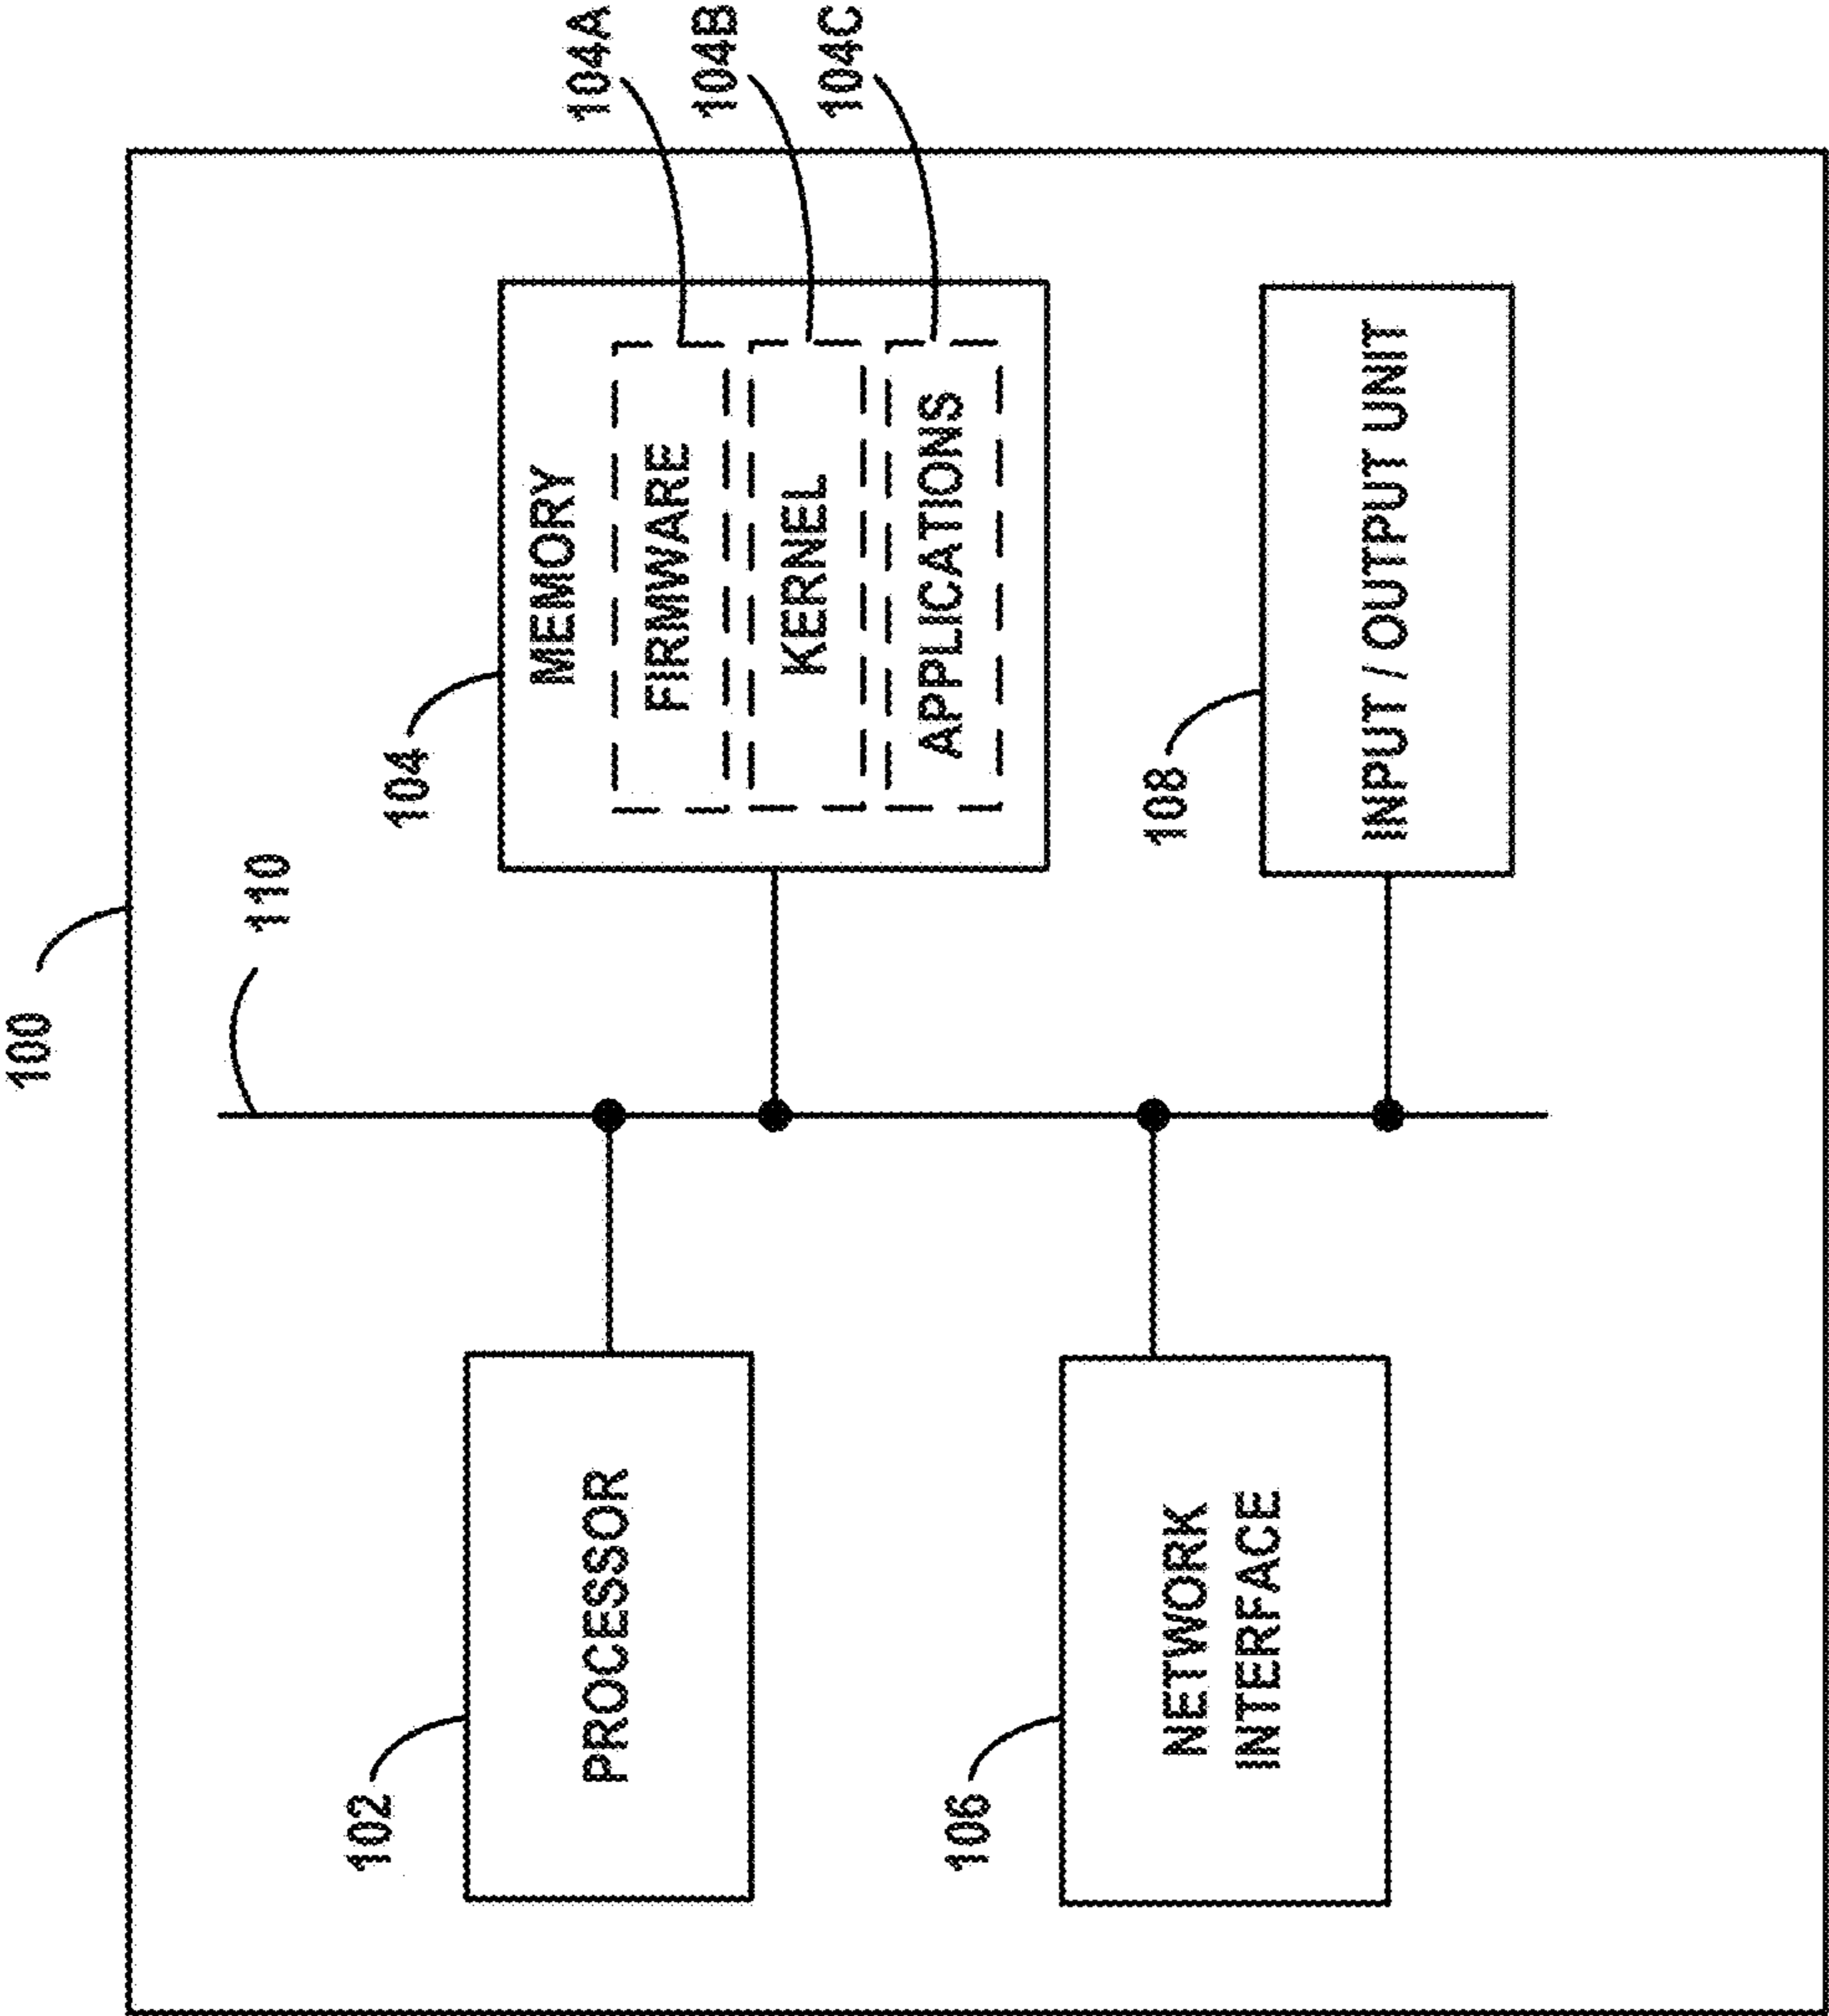 100
110
102
PROCESSOR
104
MEMORY
FIRMWARE
104A
KERNEL
104B
APPLICATIONS
104C
106
NETWORK
INTERFACE
108
INPUT / OUTPUT UNIT